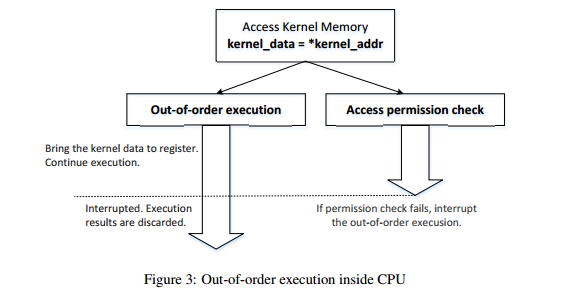 Access Kernel Memory
kernel_data = *kernel_addr
Out-of-order execution
Access permission check
Bring the kernel data to register.
Continue execution.
Interrupted. Execution
results are discarded.
If permission check fails, interrupt
the out-of-order execusion.
Figure 3: Out-of-order execution inside CPU